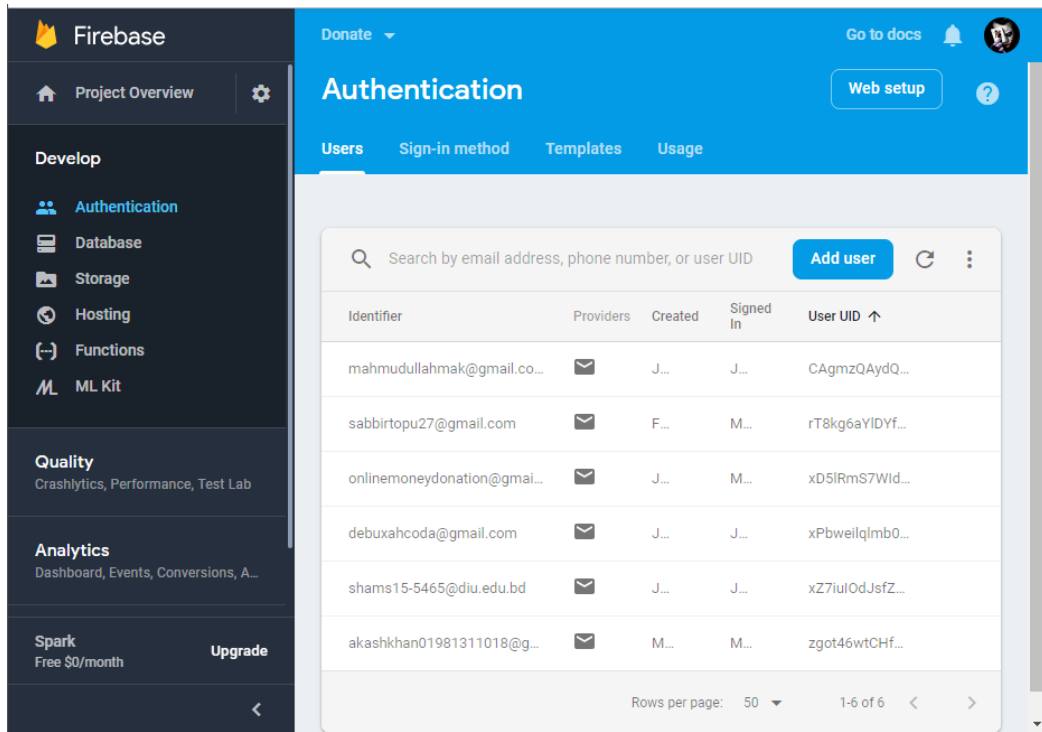 Firebase
Project Overview
Develop
Authentication
Database
Storage
Hosting
Functions
ML Kit
Quality
Crashlytics, Performance, Test Lab
Analytics
Dashboard, Events, Conversions, A...
Spark
Free $0/month
Upgrade
Donate
Go to docs
Authentication
Web setup
Users Sign-in method Templates Usage
Search by email address, phone number, or user UID
Add user
Identifier Providers Created Signed In User UID
mahmudullahmak@gmail.co... J... J... CAgmzQAydQ...
sabbirtopu27@gmail.com F... M... rT8kg6aYlDYf...
onlinemoneydonation@gmai... J... M... xD5lRmS7WId...
debuxahcoda@gmail.com J... J... xPbweilqlmb0...
shams15-5465@diu.edu.bd J... J... xZ7iuIOdJsfZ...
akashkhan01981311018@g... M... M... zgot46wtCHf...
Rows per page: 50 1-6 of 6